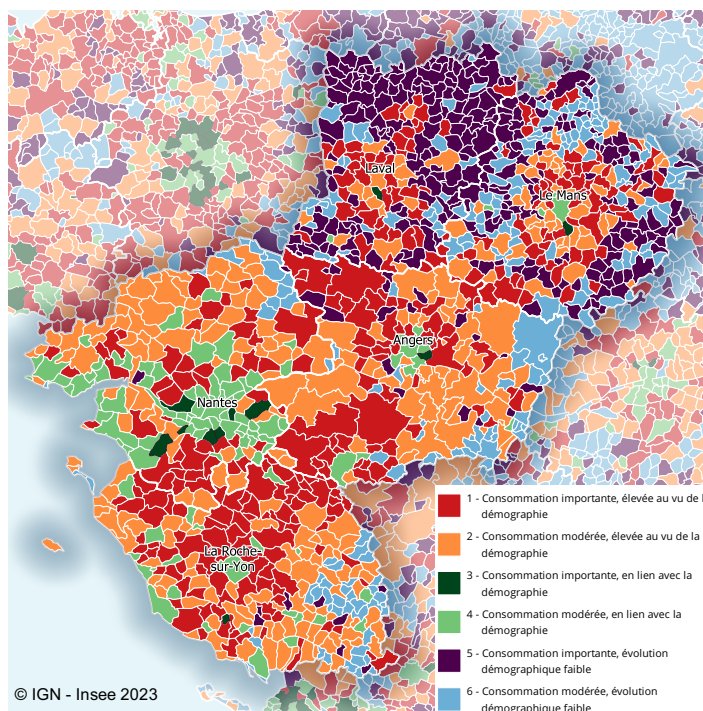 Laval
Le Mans
Angers
Nantes
La Roche-
sur-Yon
1 - Consommation importante, élevée au vu de l
démographie
2 - Consommation modérée, élevée au vu de la
démographie
3 - Consommation importante, en lien avec la
démographie
4 - Consommation modérée, en lien avec la
démographie
5 - Consommation importante, évolution
démographique faible
6 - Consommation modérée, évolution
démographique faible
© IGN - Insee 2023